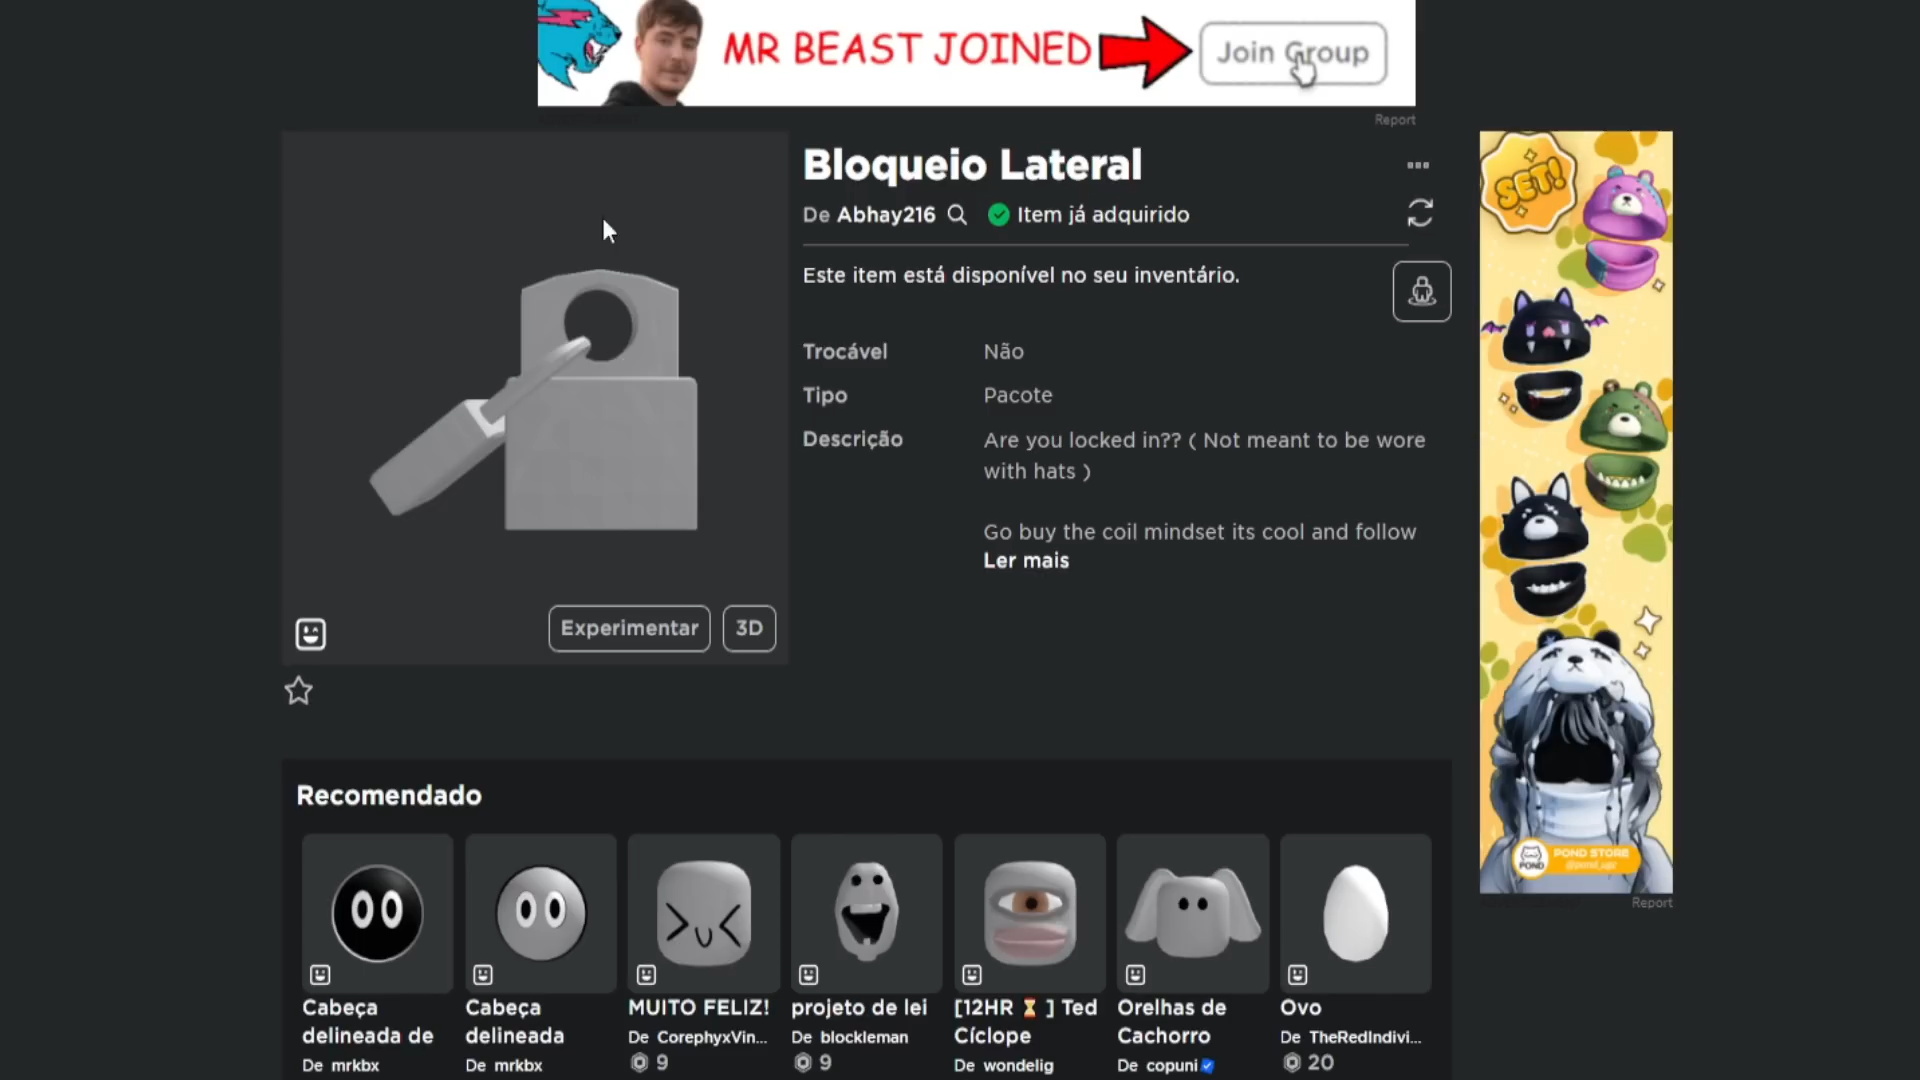 MR BEAST JOINED
Join Group
Report
Bloqueio Lateral
De Abhay216
Item já adquirido
Este item está disponível no seu inventário.
Trocável Não
Tipo Pacote
Descrição Are you locked in?? ( Not meant to be wore
with hats )
Go buy the coil mindset its cool and follow
Ler mais
Experimentar
3D
SET!
POND
POND STORE
@pond_ugc
Report
Recomendado
Cabeça
delineada de
De mrkbx
Cabeça
delineada
De mrkbx
MUITO FELIZ!
De CorephyxVin...
9
projeto de lei
De blockleman
9
[12HR ⏳ ] Ted
Cíclope
De wondelig
Orelhas de
Cachorro
De copuni
Ovo
De TheRedIndivi...
20